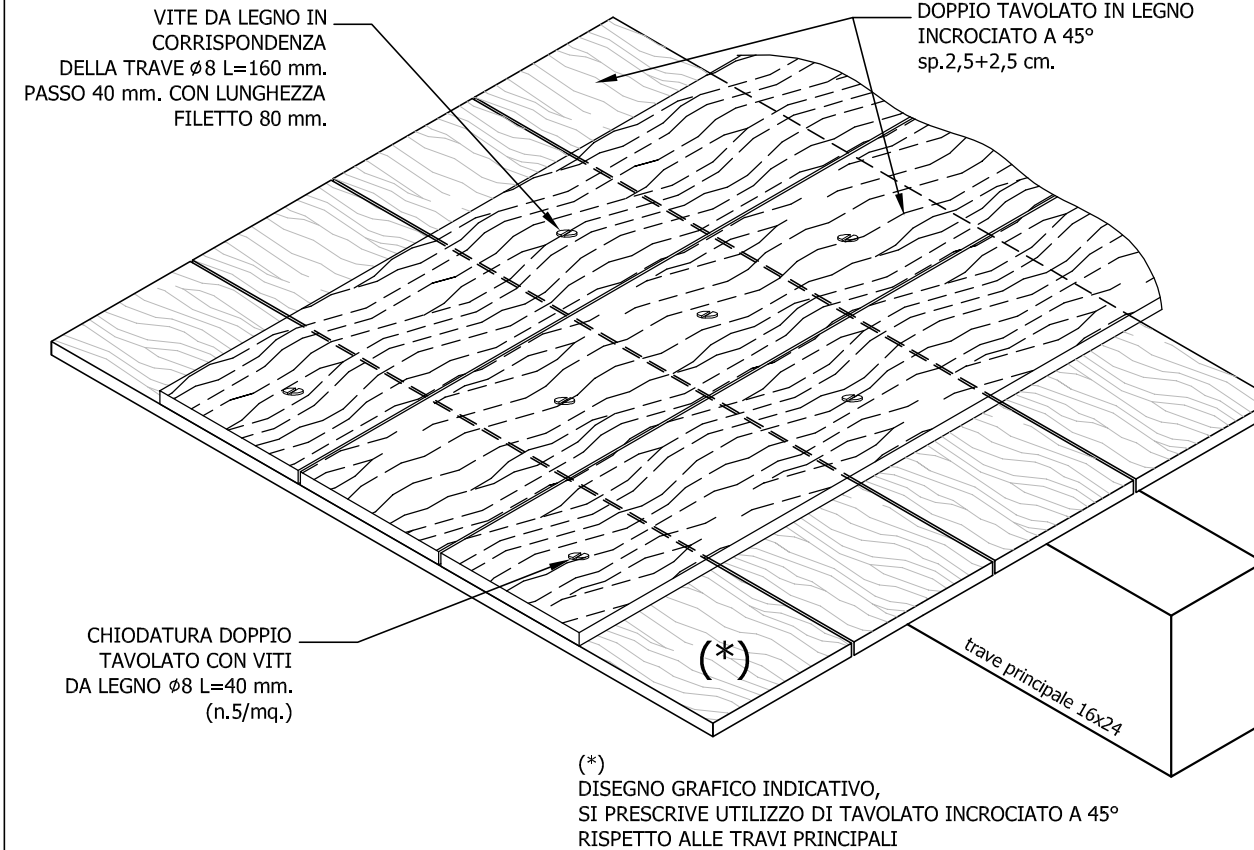 VITE DA LEGNO IN
CORRISPONDENZA
DELLA TRAVE Ø8 L=160 mm.
PASSO 40 mm. CON LUNGHEZZA
FILETTO 80 mm.
DOPPIO TAVOLATO IN LEGNO
INCROCIATO A 45°
sp.2,5+2,5 cm.
CHIODATURA DOPPIO
TAVOLATO CON VITI
DA LEGNO Ø8 L=40 mm.
(n.5/mq.)
(*)
trave principale 16x24
(*)
DISEGNO GRAFICO INDICATIVO,
SI PRESCRIVE UTILIZZO DI TAVOLATO INCROCIATO A 45°
RISPETTO ALLE TRAVI PRINCIPALI